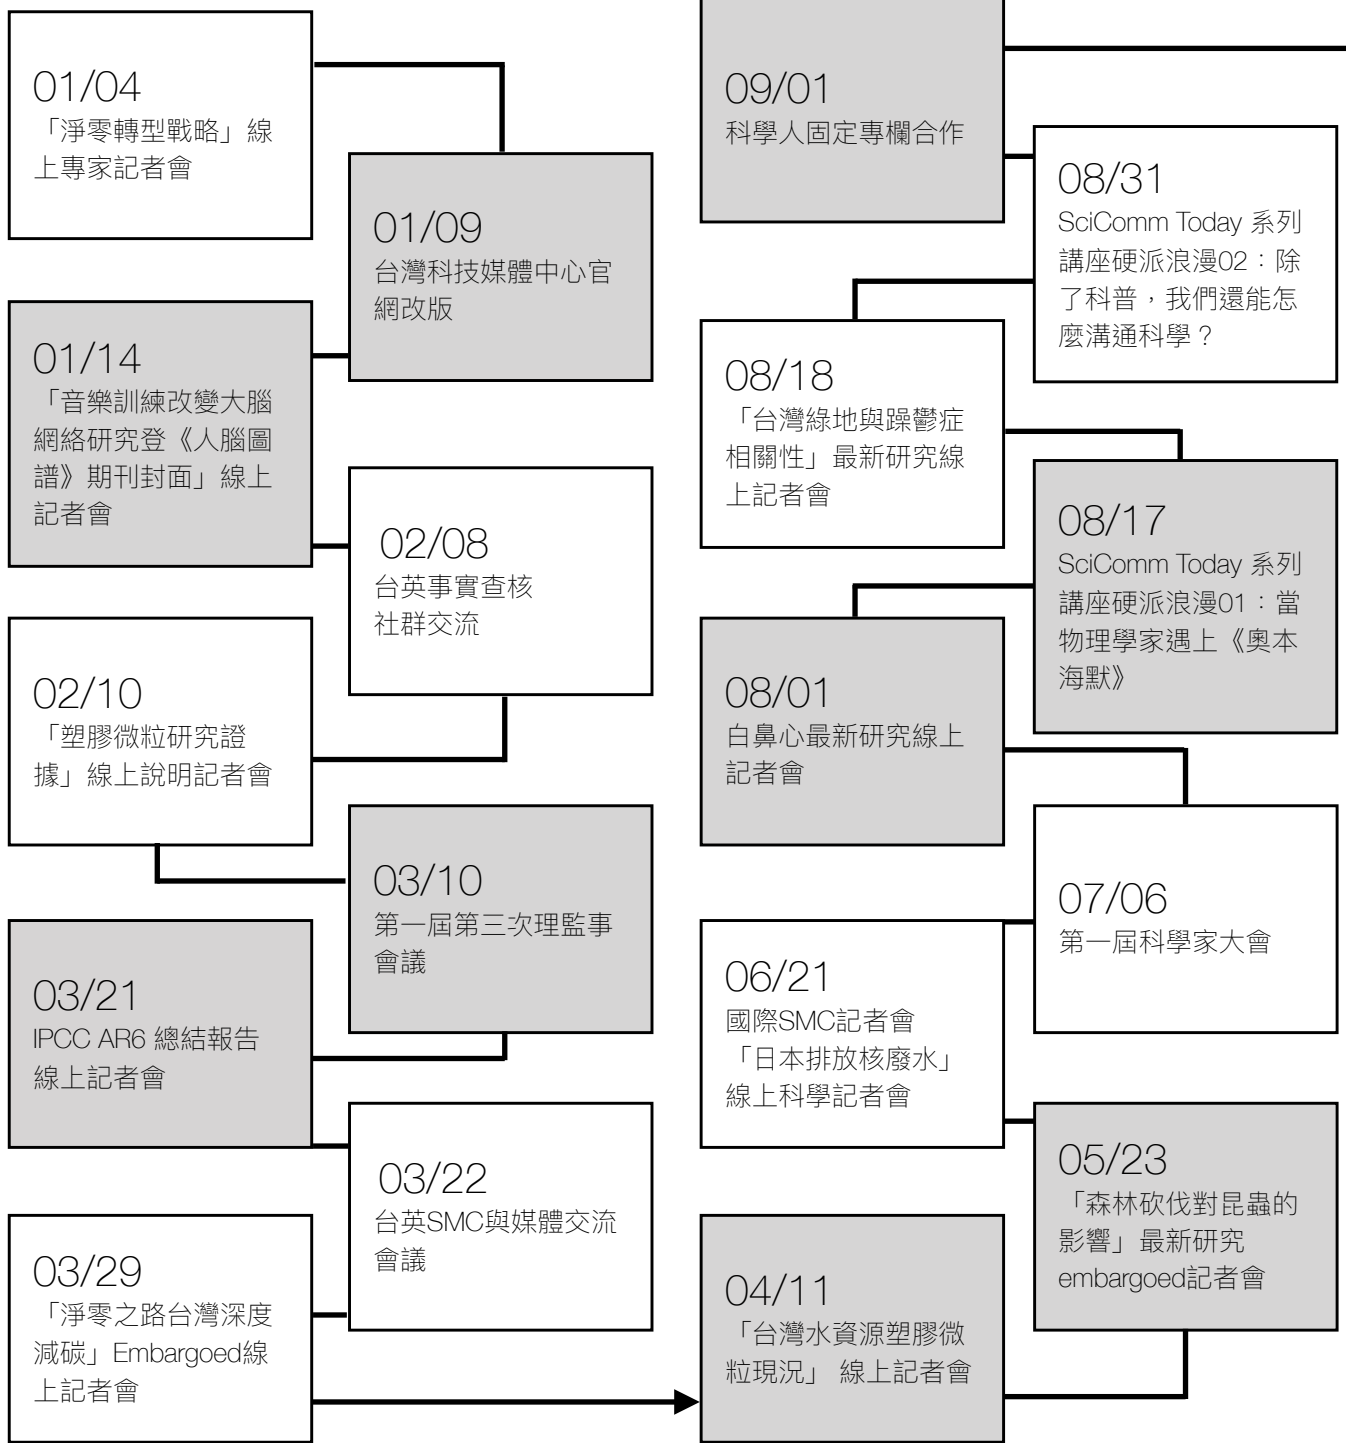 01/04
「淨零轉型戰略」線
上專家記者會
01/09
台灣科技媒體中心官
網改版
01/14
「音樂訓練改變大腦
網絡研究登《人腦圖
譜》期刊封面」線上
記者會
02/08
台英事實查核
社群交流
02/10
「塑膠微粒研究證
據」線上說明記者會
03/10
第一屆第三次理監事
會議
03/21
IPCC AR6 總結報告
線上記者會
03/22
台英SMC與媒體交流
會議
03/29
「淨零之路台灣深度
減碳」Embargoed線
上記者會
04/11
「台灣水資源塑膠微
粒現況」 線上記者會
05/23
「森林砍伐對昆蟲的
影響」最新研究
embargoed記者會
06/21
國際SMC記者會
「日本排放核廢水」
線上科學記者會
07/06
第一屆科學家大會
08/01
白鼻心最新研究線上
記者會
08/17
SciComm Today 系列
講座硬派浪漫01：當
物理學家遇上《奧本
海默》
08/18
「台灣綠地與躁鬱症
相關性」最新研究線
上記者會
08/31
SciComm Today 系列
講座硬派浪漫02：除
了科普，我們還能怎
麼溝通科學？
09/01
科學人固定專欄合作